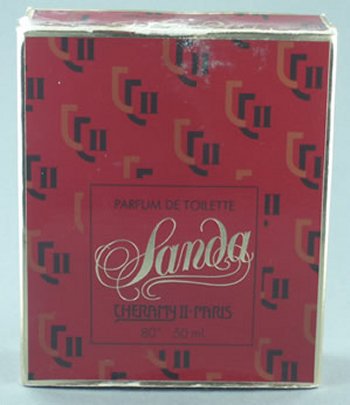 PARFUM DE TOILETTE
Sanda
CHERAMY II·PARIS
80° 50 ml